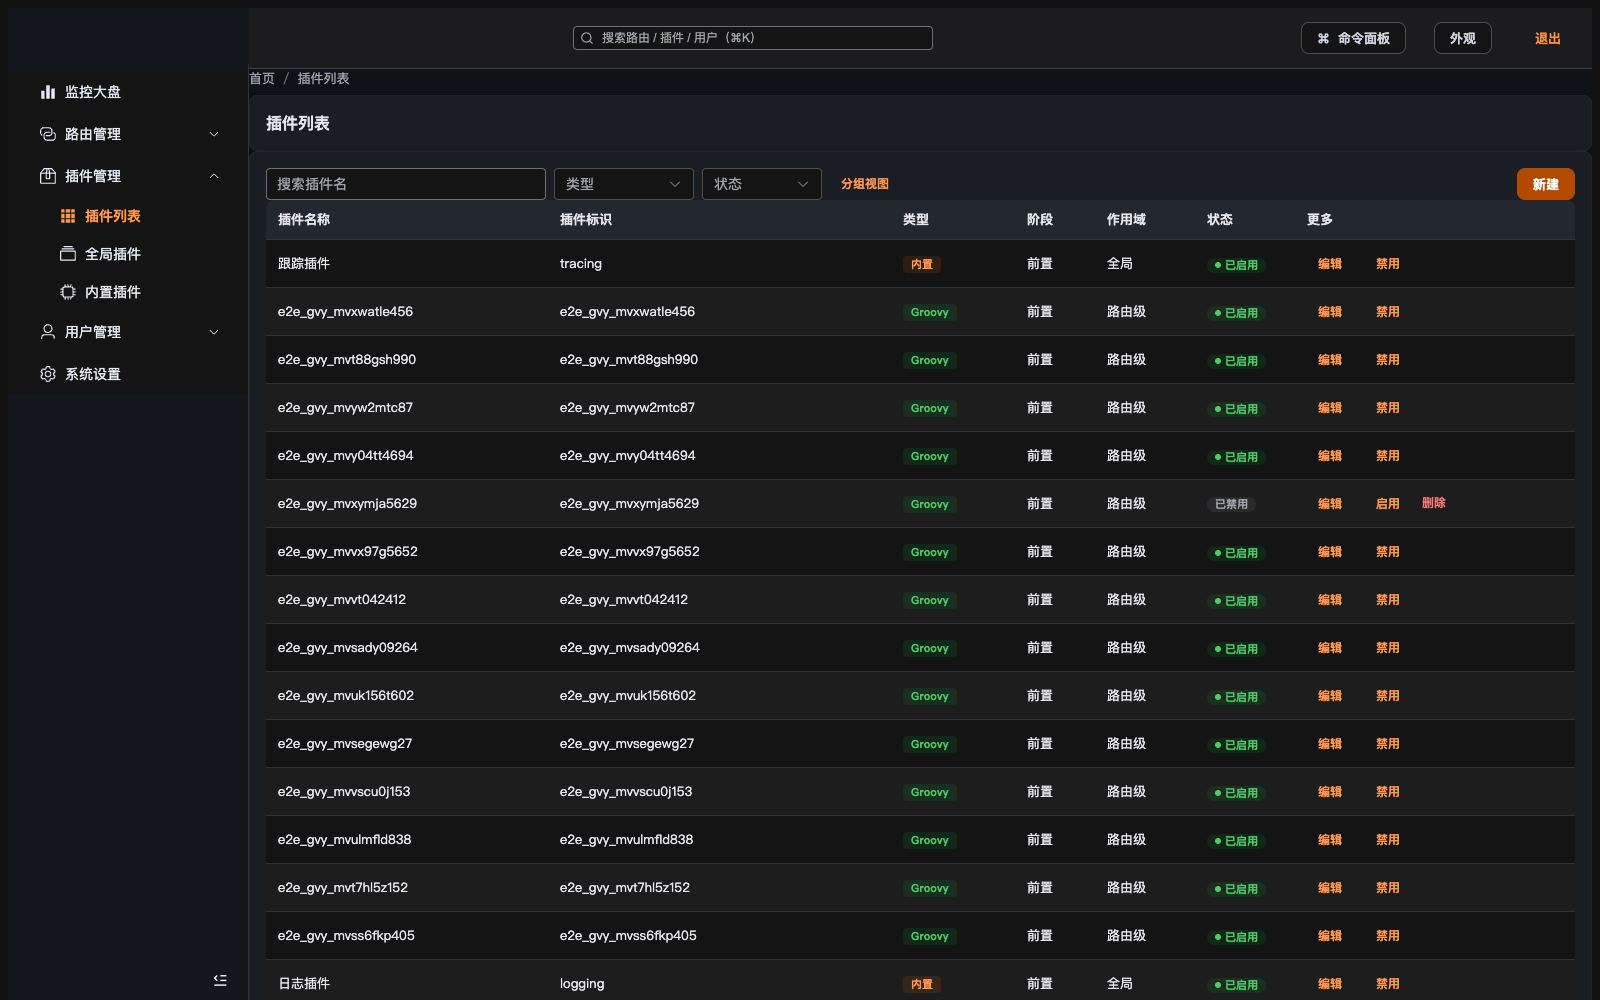 搜索路由 / 插件 / 用户（⌘K）
⌘ 命令面板
外观
退出
监控大盘
路由管理
插件管理
插件列表
全局插件
内置插件
用户管理
系统设置
首页 / 插件列表
插件列表
搜索插件名 类型 状态 分组视图 新建
插件名称 插件标识 类型 阶段 作用域 状态 更多
跟踪插件 tracing 内置 前置 全局 已启用 编辑 禁用
e2e_gvy_mvxwatle456 e2e_gvy_mvxwatle456 Groovy 前置 路由级 已启用 编辑 禁用
e2e_gvy_mvt88gsh990 e2e_gvy_mvt88gsh990 Groovy 前置 路由级 已启用 编辑 禁用
e2e_gvy_mvyw2mtc87 e2e_gvy_mvyw2mtc87 Groovy 前置 路由级 已启用 编辑 禁用
e2e_gvy_mvy04tt4694 e2e_gvy_mvy04tt4694 Groovy 前置 路由级 已启用 编辑 禁用
e2e_gvy_mvxymja5629 e2e_gvy_mvxymja5629 Groovy 前置 路由级 已禁用 编辑 启用 删除
e2e_gvy_mvvx97g5652 e2e_gvy_mvvx97g5652 Groovy 前置 路由级 已启用 编辑 禁用
e2e_gvy_mvvt042412 e2e_gvy_mvvt042412 Groovy 前置 路由级 已启用 编辑 禁用
e2e_gvy_mvsady09264 e2e_gvy_mvsady09264 Groovy 前置 路由级 已启用 编辑 禁用
e2e_gvy_mvuk156t602 e2e_gvy_mvuk156t602 Groovy 前置 路由级 已启用 编辑 禁用
e2e_gvy_mvsegewg27 e2e_gvy_mvsegewg27 Groovy 前置 路由级 已启用 编辑 禁用
e2e_gvy_mvvscu0j153 e2e_gvy_mvvscu0j153 Groovy 前置 路由级 已启用 编辑 禁用
e2e_gvy_mvulmfld838 e2e_gvy_mvulmfld838 Groovy 前置 路由级 已启用 编辑 禁用
e2e_gvy_mvt7hl5z152 e2e_gvy_mvt7hl5z152 Groovy 前置 路由级 已启用 编辑 禁用
e2e_gvy_mvss6fkp405 e2e_gvy_mvss6fkp405 Groovy 前置 路由级 已启用 编辑 禁用
日志插件 logging 内置 前置 全局 已启用 编辑 禁用